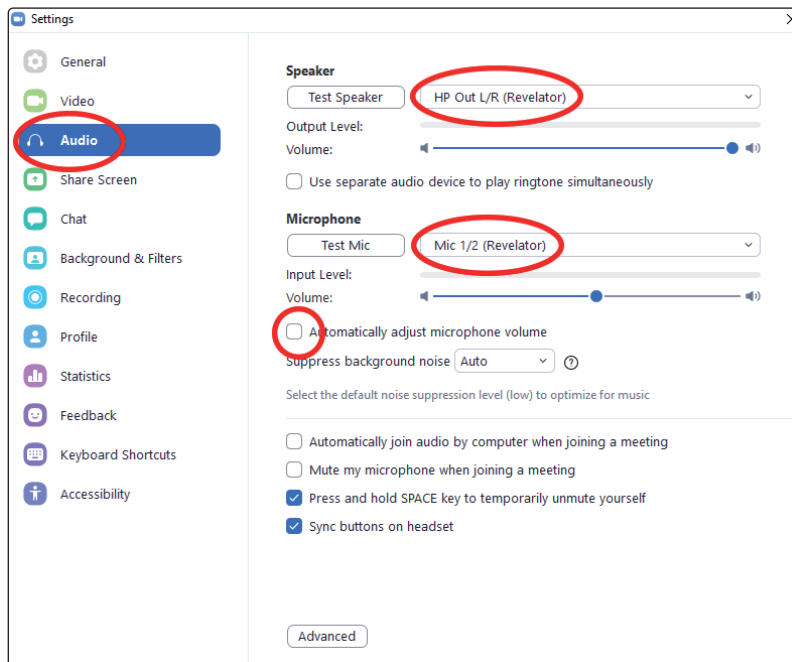 Settings
General
Video
Audio
Share Screen
Chat
Background & Filters
Recording
Profile
Statistics
Feedback
Keyboard Shortcuts
Accessibility
Speaker
Test Speaker
HP Out L/R (Revelator)
Output Level:
Volume:
Use separate audio device to play ringtone simultaneously
Microphone
Test Mic
Mic 1/2 (Revelator)
Input Level:
Volume:
Automatically adjust microphone volume
Suppress background noise Auto ?
Select the default noise suppression level (low) to optimize for music
Automatically join audio by computer when joining a meeting
Mute my microphone when joining a meeting
Press and hold SPACE key to temporarily unmute yourself
Sync buttons on headset
Advanced